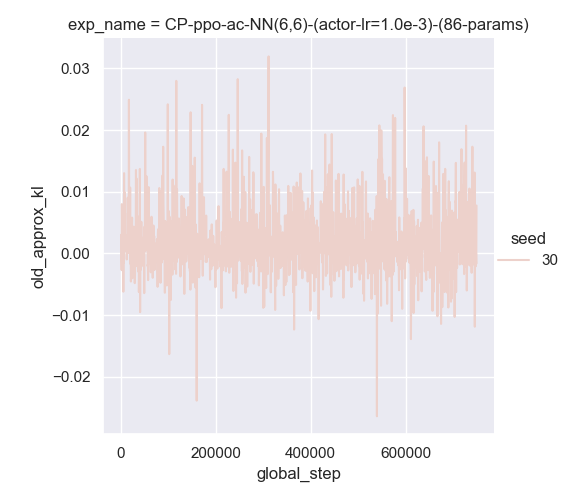 exp_name = CP-ppo-ac-NN(6,6)-(actor-lr=1.0e-3)-(86-params)
0.03
0.02
0.01
0.00
−0.01
−0.02
old_approx_kl
0
200000
400000
600000
global_step
seed
30